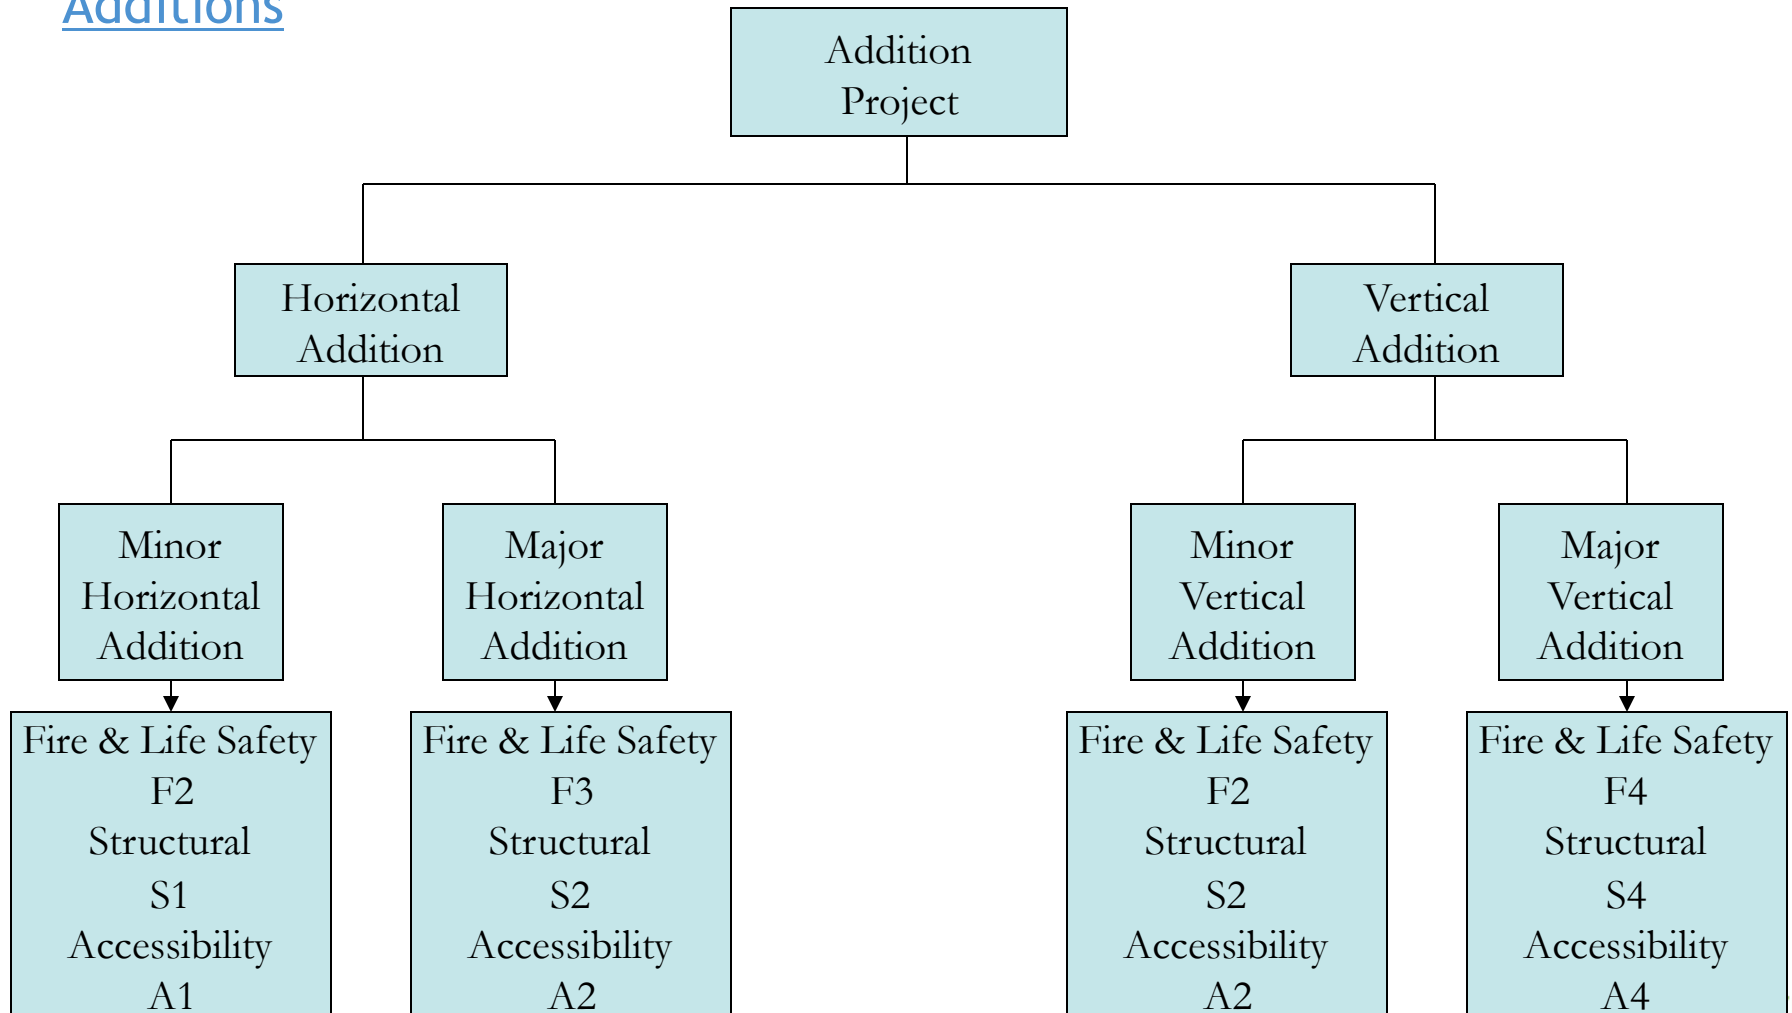 Additions
Addition
Project
Horizontal
Addition
Vertical
Addition
Minor
Horizontal
Addition
Major
Horizontal
Addition
Minor
Vertical
Addition
Major
Vertical
Addition
Fire & Life Safety
F2
Structural
S1
Accessibility
A1
Fire & Life Safety
F3
Structural
S2
Accessibility
A2
Fire & Life Safety
F2
Structural
S2
Accessibility
A2
Fire & Life Safety
F4
Structural
S4
Accessibility
A4